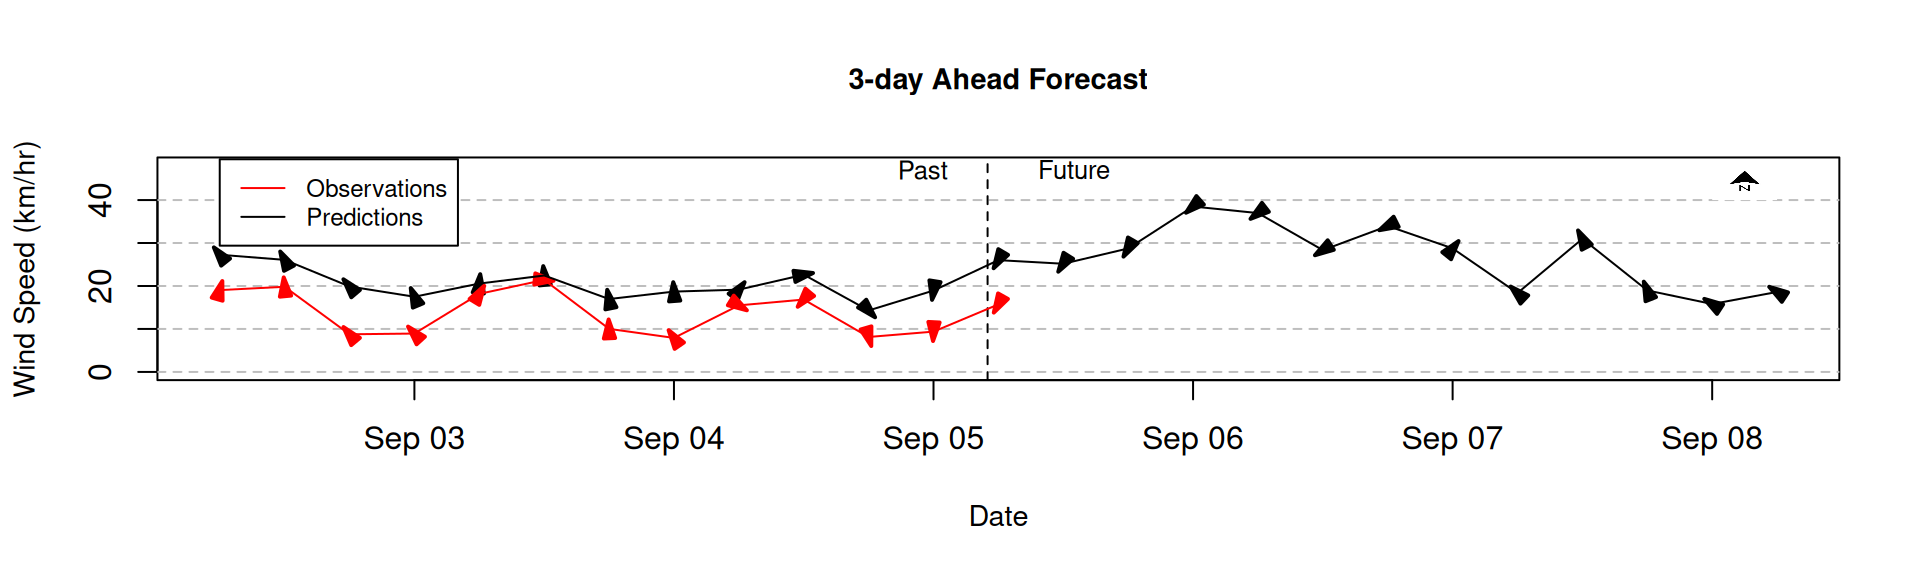 3-day Ahead Forecast
Wind Speed (km/hr)
40
20
0
Observations
Predictions
Past
Future
N
Sep 03
Sep 04
Sep 05
Sep 06
Sep 07
Sep 08
Date